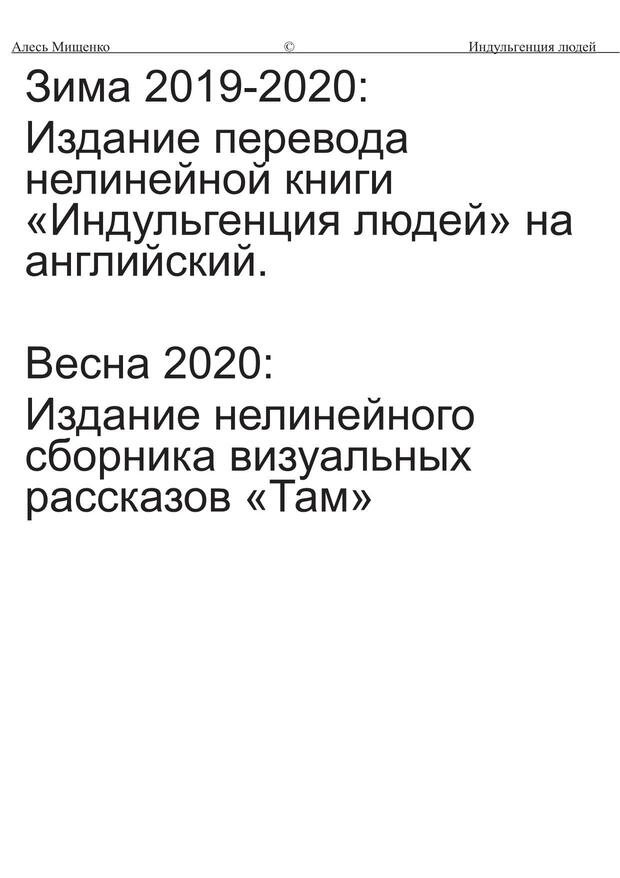 Алесь Мищенко © Индульгенция людей
Зима 2019-2020:
Издание перевода
нелинейной книги
«Индульгенция людей» на
английский.
Весна 2020:
Издание нелинейного
сборника визуальных
рассказов «Там»